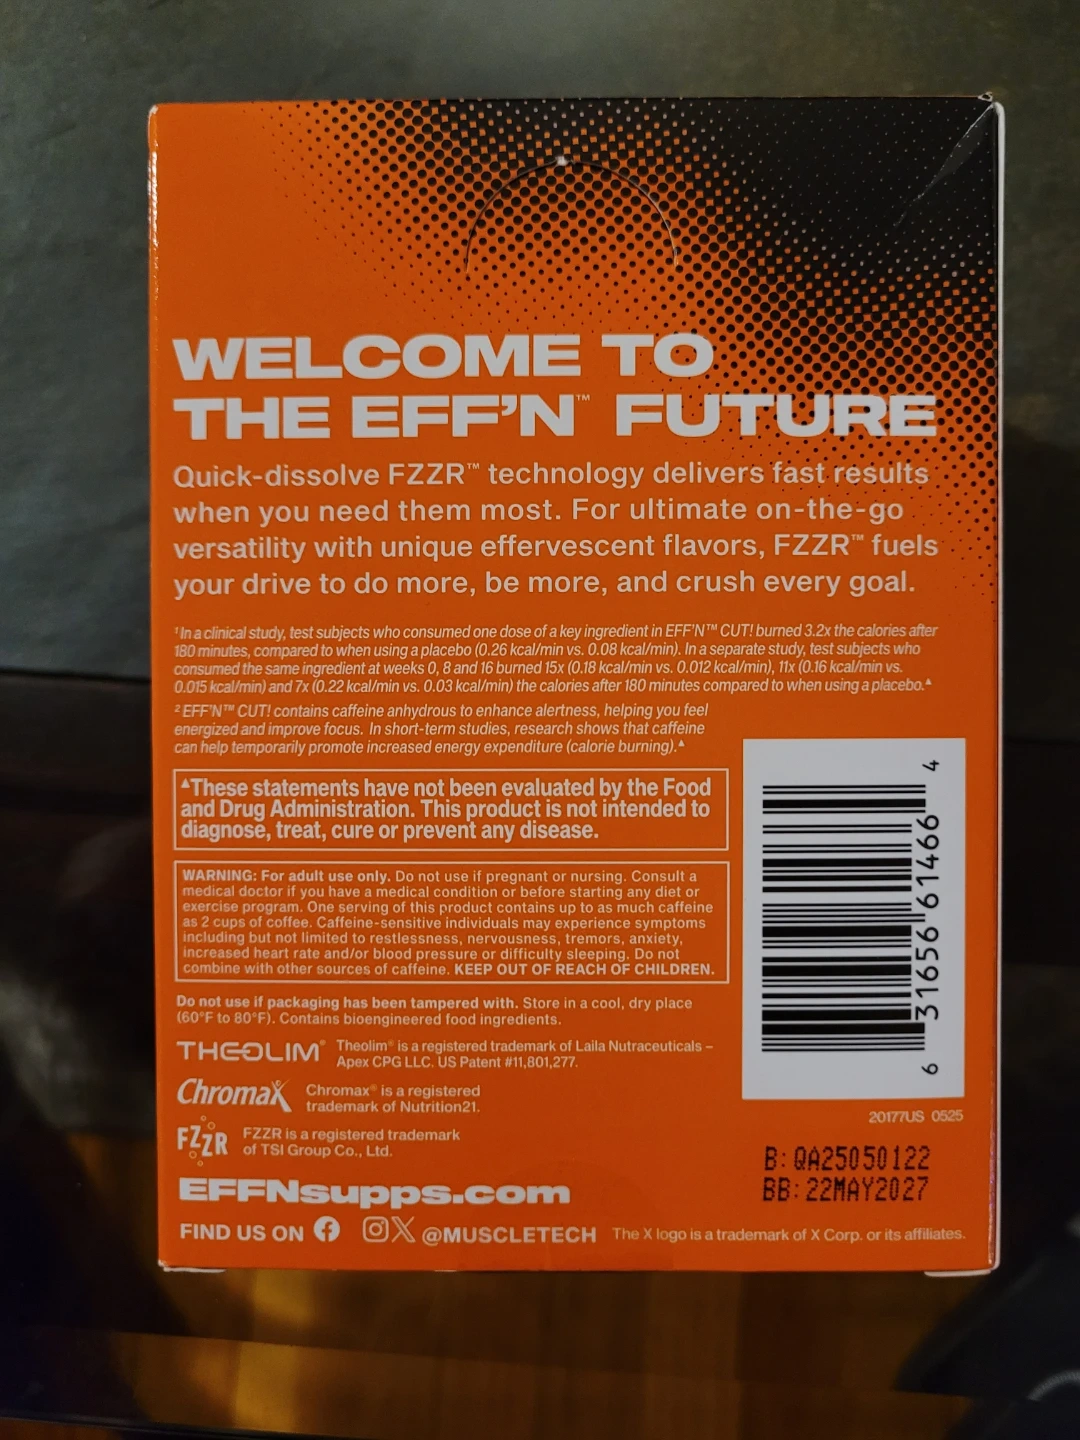 WELCOME TO
THE EFF'N™ FUTURE
Quick-dissolve FZZR™ technology delivers fast results
when you need them most. For ultimate on-the-go
versatility with unique effervescent flavors, FZZR™ fuels
your drive to do more, be more, and crush every goal.
¹ In a clinical study, test subjects who consumed one dose of a key ingredient in EFF'N™ CUT! burned 3.2x the calories after
180 minutes, compared to when using a placebo (0.26 kcal/min vs. 0.08 kcal/min). In a separate study, test subjects who
consumed the same ingredient at weeks 0, 8 and 16 burned 15x (0.18 kcal/min vs. 0.012 kcal/min), 11x (0.16 kcal/min vs.
0.015 kcal/min) and 7x (0.22 kcal/min vs. 0.03 kcal/min) the calories after 180 minutes compared to when using a placebo.▲
² EFF'N™ CUT! contains caffeine anhydrous to enhance alertness, helping you feel
energized and improve focus. In short-term studies, research shows that caffeine
can help temporarily promote increased energy expenditure (calorie burning).▲
▲These statements have not been evaluated by the Food
and Drug Administration. This product is not intended to
diagnose, treat, cure or prevent any disease.
WARNING: For adult use only. Do not use if pregnant or nursing. Consult a
medical doctor if you have a medical condition or before starting any diet or
exercise program. One serving of this product contains up to as much caffeine
as 2 cups of coffee. Caffeine-sensitive individuals may experience symptoms
including but not limited to restlessness, nervousness, tremors, anxiety,
increased heart rate and/or blood pressure or difficulty sleeping. Do not
combine with other sources of caffeine. KEEP OUT OF REACH OF CHILDREN.
Do not use if packaging has been tampered with. Store in a cool, dry place
(60°F to 80°F). Contains bioengineered food ingredients.
THEOLIM® Theolim® is a registered trademark of Laila Nutraceuticals –
Apex CPG LLC. US Patent #11,801,277.
ChromaX Chromax® is a registered
trademark of Nutrition21.
FZZR FZZR is a registered trademark
of TSI Group Co., Ltd.
EFFNsupps.com
FIND US ON @MUSCLETECH The X logo is a trademark of X Corp. or its affiliates.
6 31656 61466 4
20177US 0525
B: QA25050122
BB: 22MAY2027